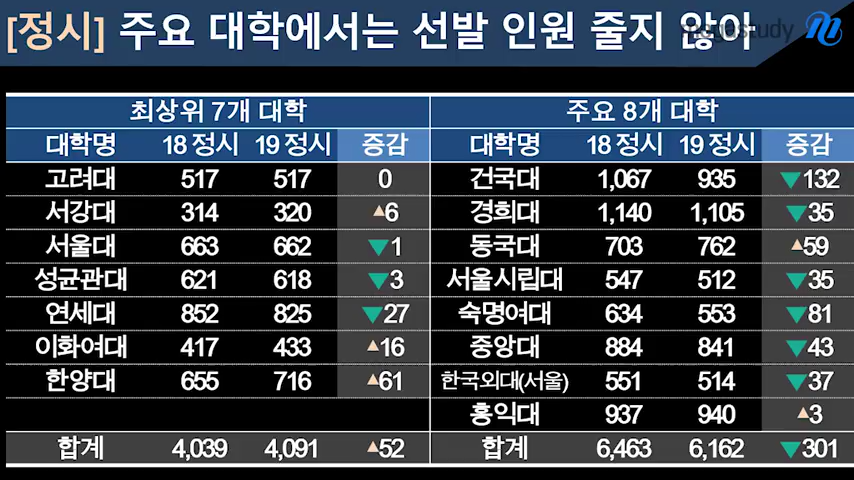 [정시] 주요 대학에서는 선발 인원 줄지 않아
megastudy
최상위 7개 대학
대학명 18 정시 19 정시 증감
고려대 517 517 0
서강대 314 320 ▲6
서울대 663 662 ▼1
성균관대 621 618 ▼3
연세대 852 825 ▼27
이화여대 417 433 ▲16
한양대 655 716 ▲61
합계 4,039 4,091 ▲52
주요 8개 대학
대학명 18 정시 19 정시 증감
건국대 1,067 935 ▼132
경희대 1,140 1,105 ▼35
동국대 703 762 ▲59
서울시립대 547 512 ▼35
숙명여대 634 553 ▼81
중앙대 884 841 ▼43
한국외대(서울) 551 514 ▼37
홍익대 937 940 ▲3
합계 6,463 6,162 ▼301